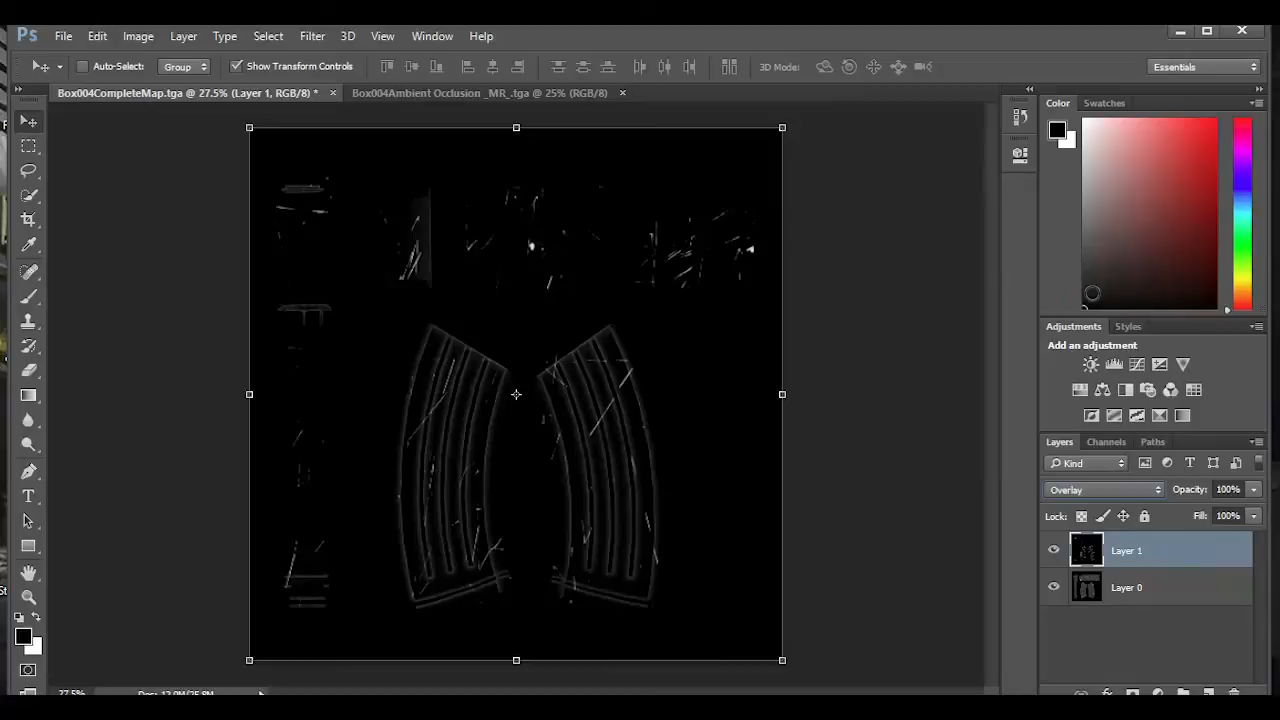 Ps File Edit Image Layer Type Select Filter 3D View Window Help
Auto-Select: Group Show Transform Controls 3D Mode: Essentials
Box004CompleteMap.tga @ 27.5% (Layer 1, RGB/8) * × Box004Ambient Occlusion _MR_.tga @ 25% (RGB/8) ×
Color Swatches
Adjustments Styles
Add an adjustment
Layers Channels Paths
Kind T
Overlay Opacity: 100%
Lock: Fill: 100%
Layer 1
Layer 0
T
27.5%